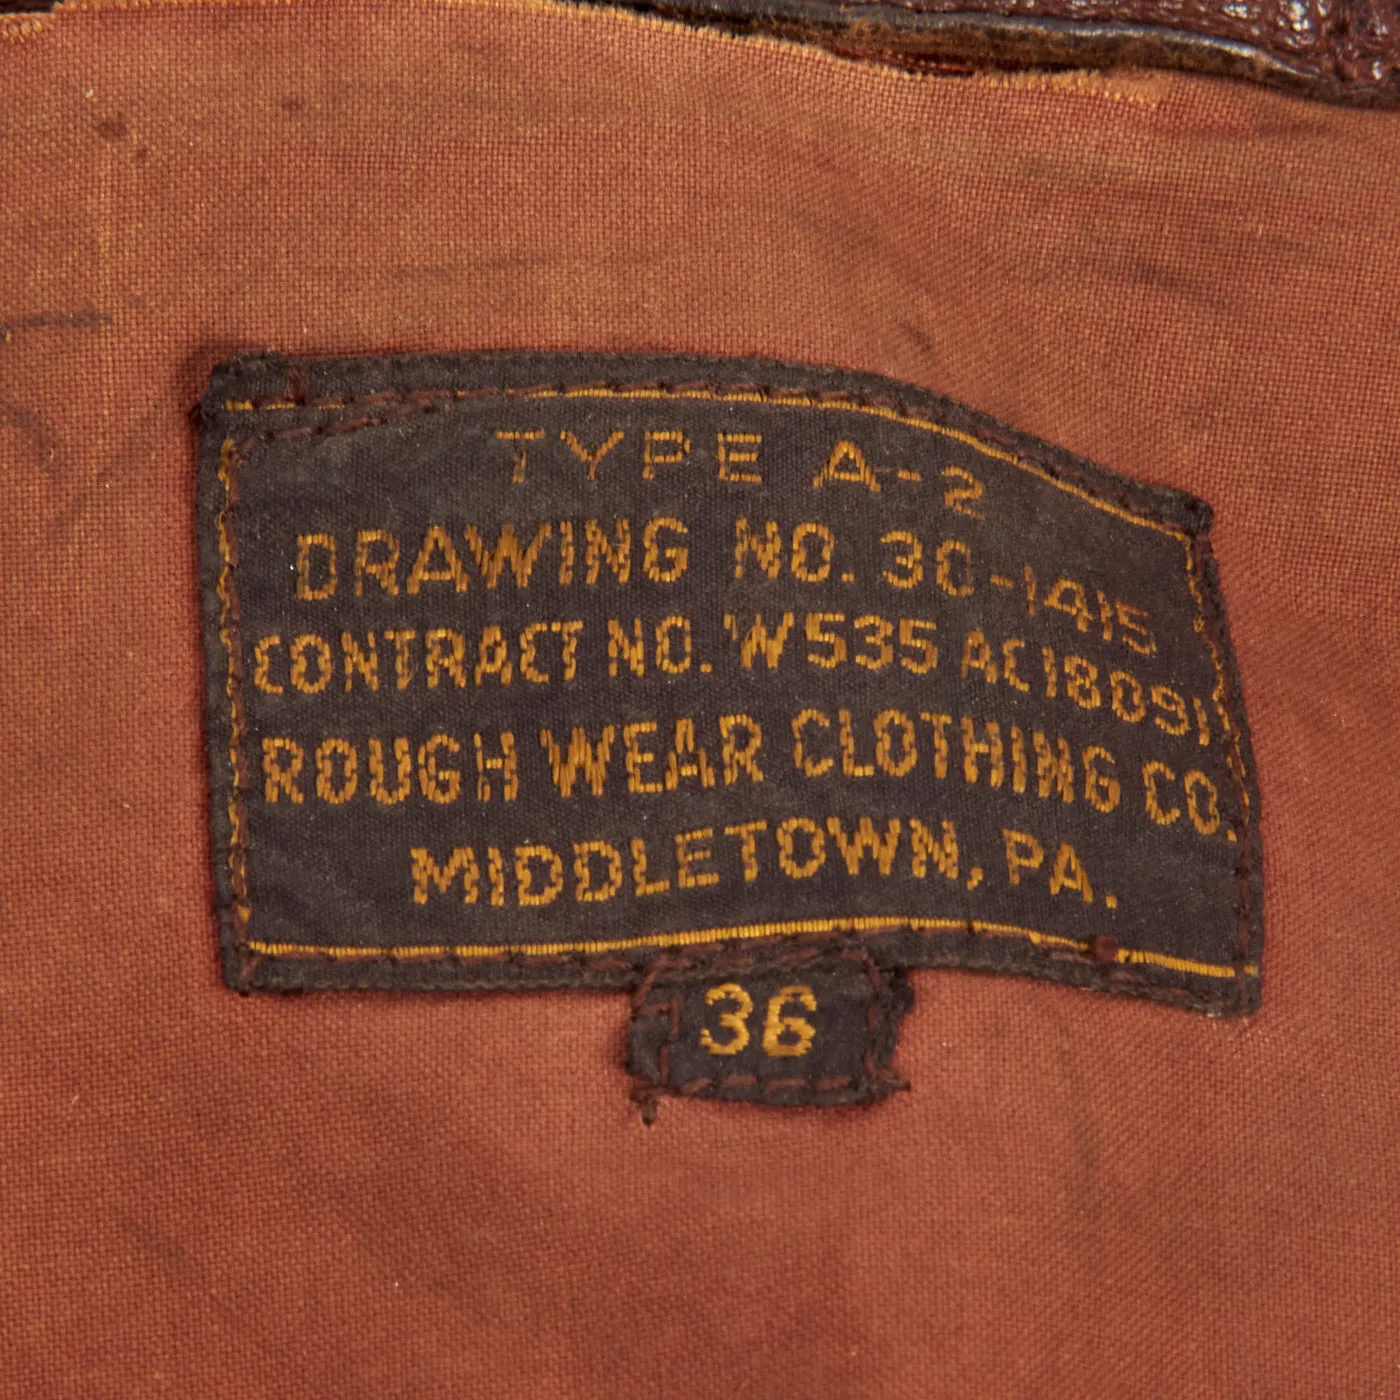 TYPE A-2
DRAWING NO. 30-1415
CONTRACT NO. W535 AC18091
ROUGH WEAR CLOTHING CO.
MIDDLETOWN, PA.
36